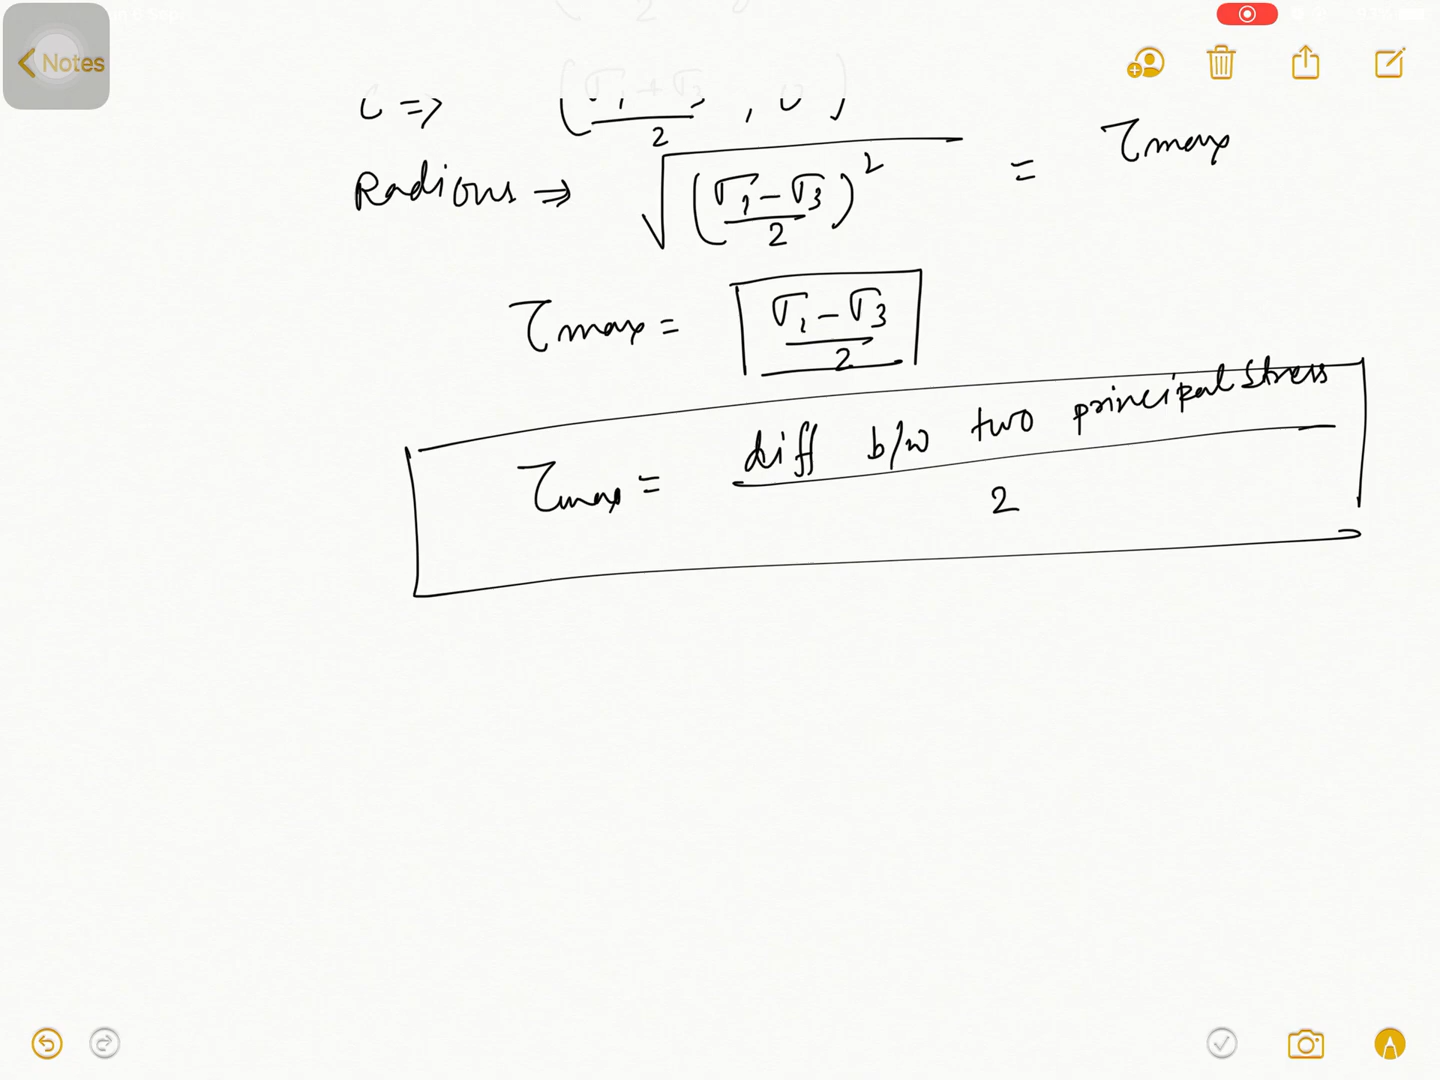 Notes
C => (σ1 + σ3 / 2 , 0)
Radious => √((σ1 - σ3 / 2)^2) = τmax
τmax = σ1 - σ3 / 2
τmax = diff b/w two principal stress / 2